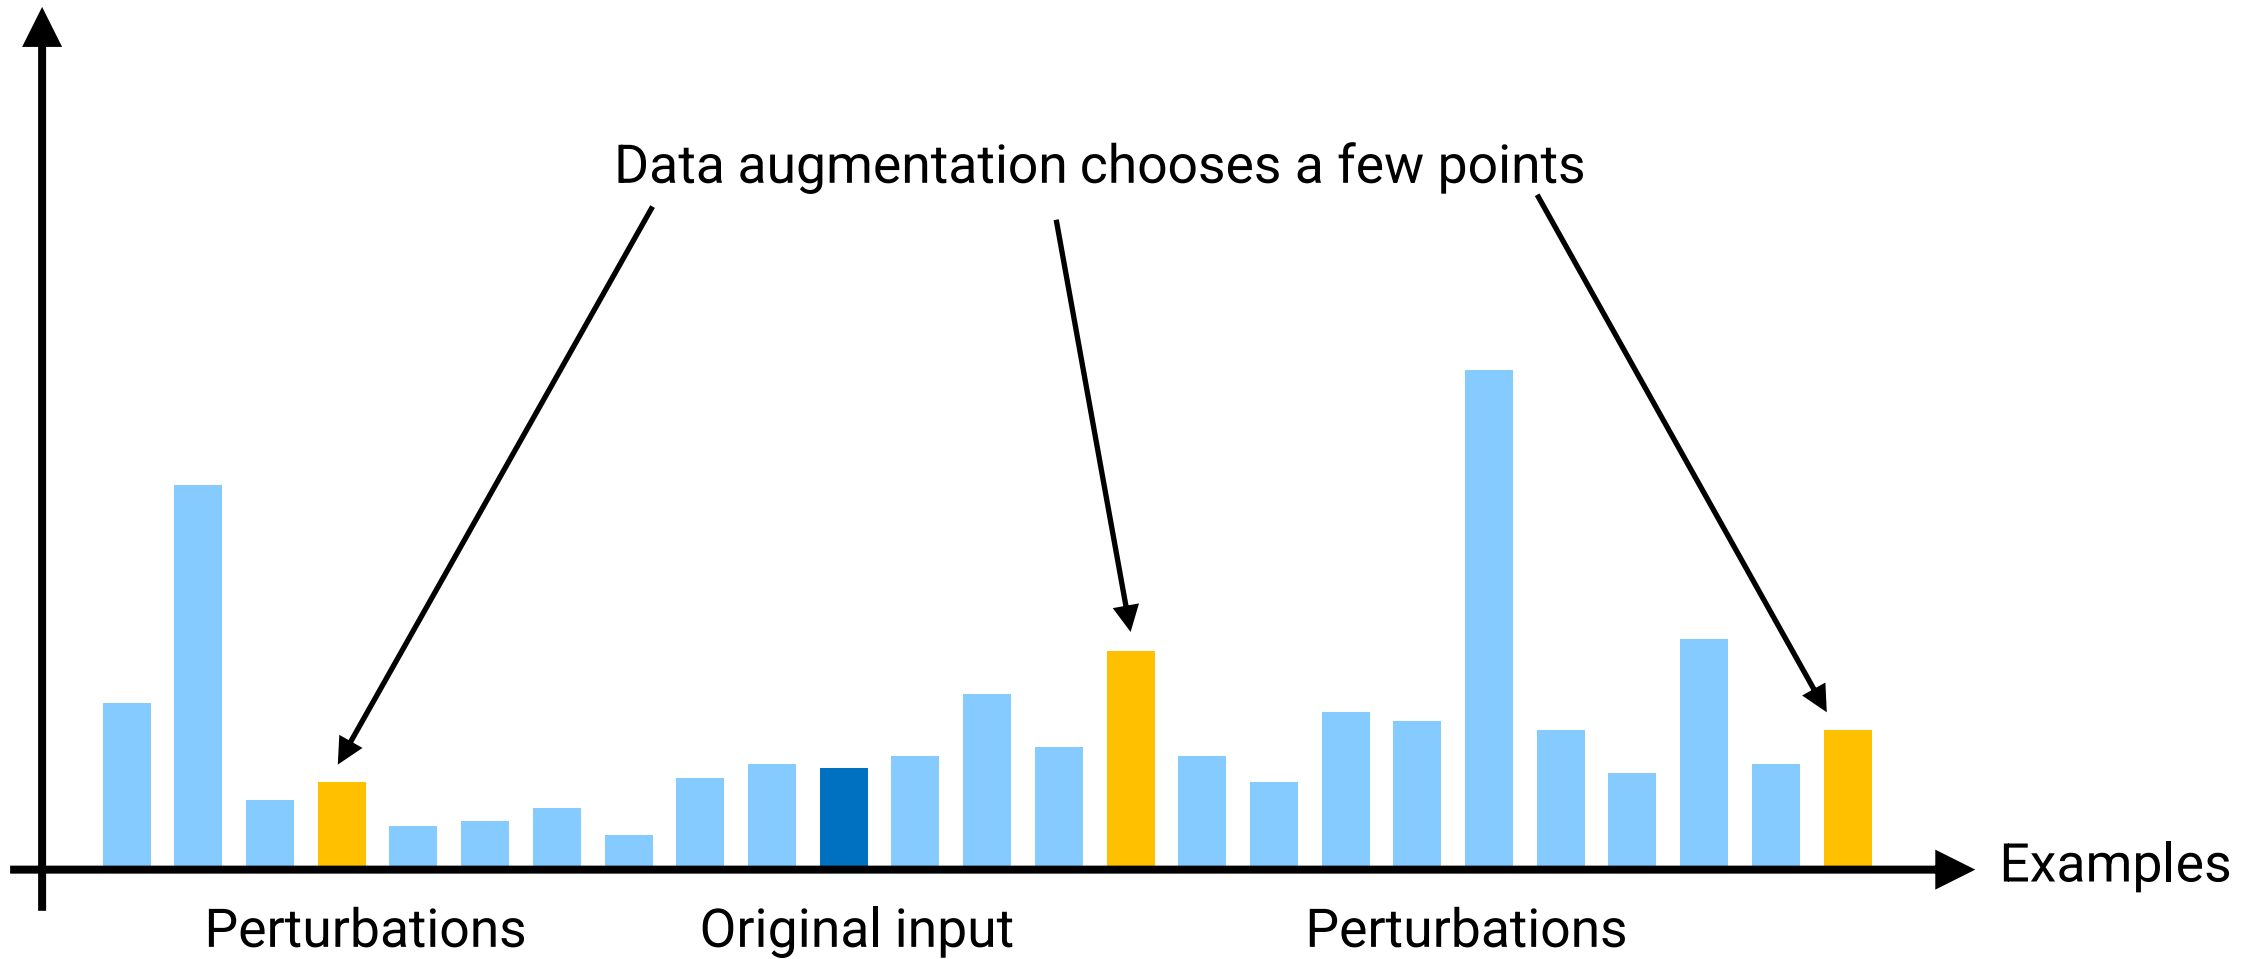 Data augmentation chooses a few points
Examples
Perturbations
Original input
Perturbations